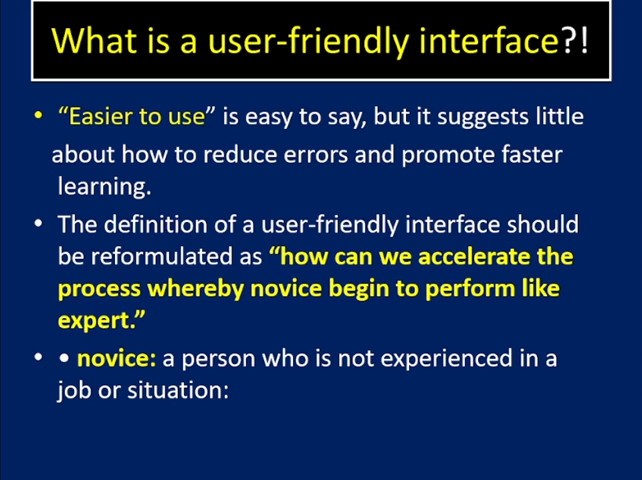 What is a user-friendly interface?!
• “Easier to use” is easy to say, but it suggests little
about how to reduce errors and promote faster
learning.
• The definition of a user-friendly interface should
be reformulated as “how can we accelerate the
process whereby novice begin to perform like
expert.”
• • novice: a person who is not experienced in a
job or situation: